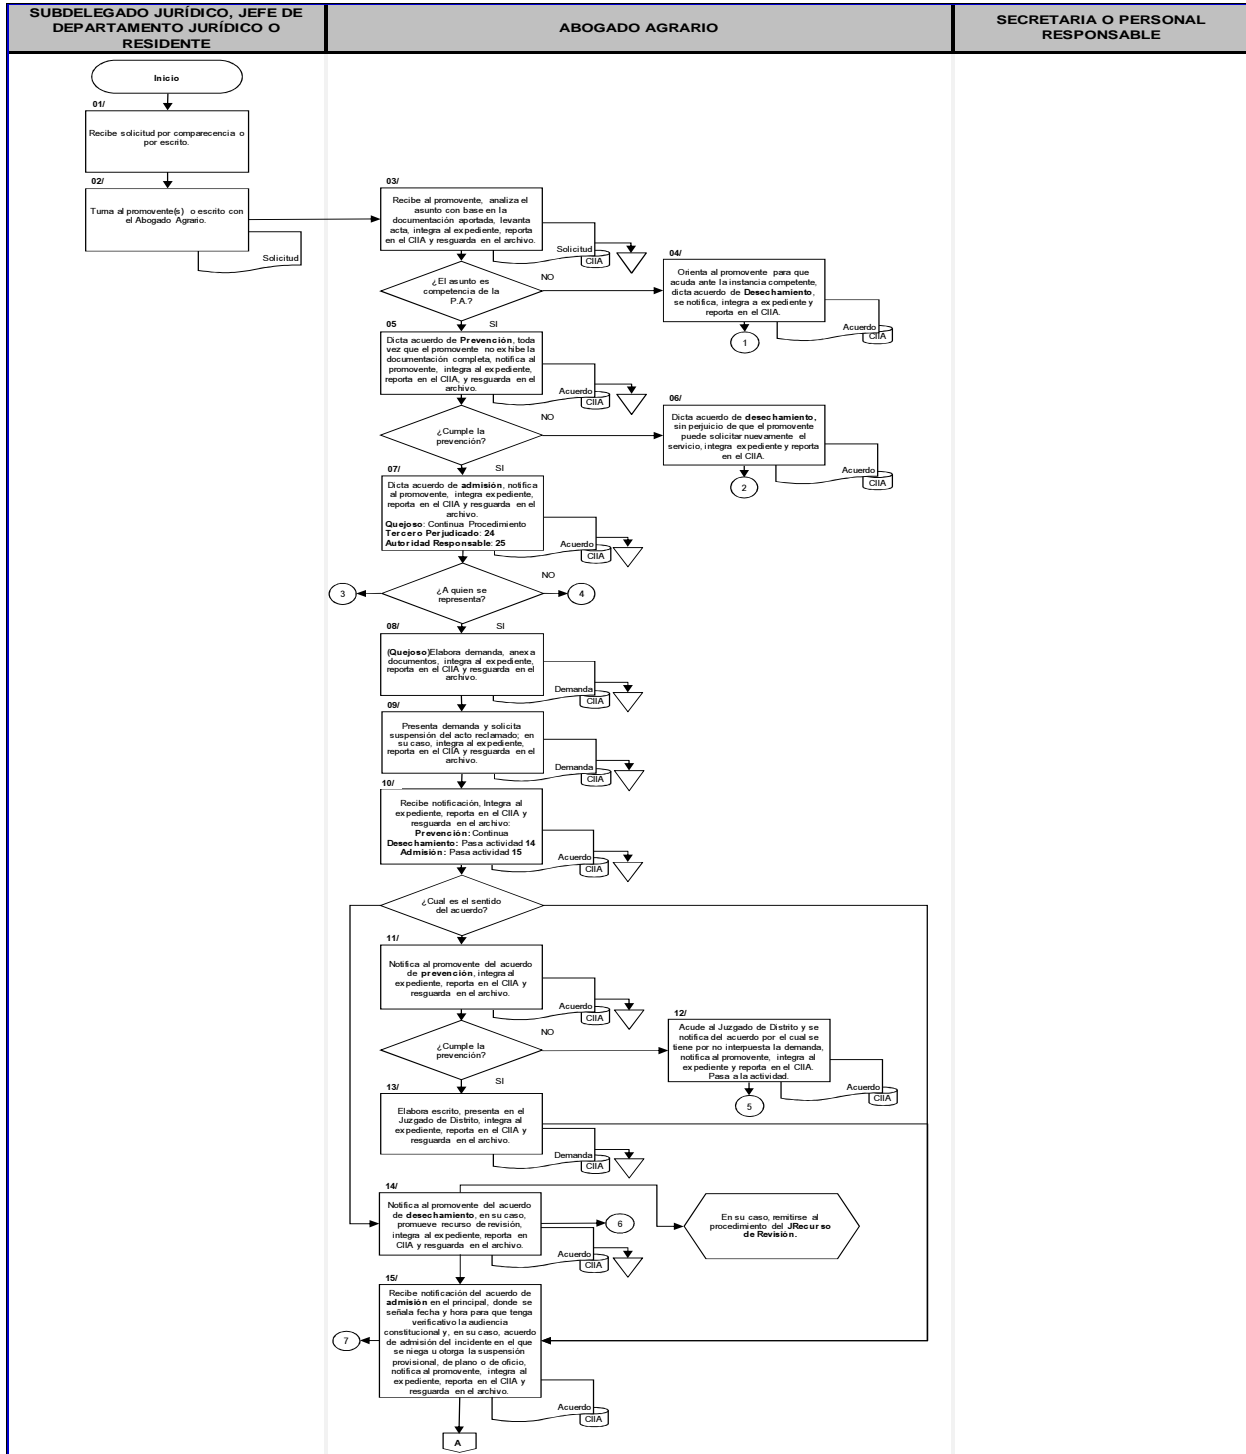 SUBDELEGADO JURÍDICO, JEFE DE
DEPARTAMENTO JURÍDICO O
RESIDENTE
ABOGADO AGRARIO
SECRETARIA O PERSONAL
RESPONSABLE
Inicio
01/
Recibe solicitud por comparecencia o
por escrito.
02/
Turna al promovente(s) o escrito con
el Abogado Agrario.
Solicitud
03/
Recibe al promovente, analiza el
asunto con base en la
documentación aportada, levanta
acta, integra al expediente, reporta
en el CIIA y resguarda en el archivo.
Solicitud
CIIA
¿El asunto es
competencia de la
P.A.?
NO
SI
04/
Orienta al promovente para que
acuda ante la instancia competente,
dicta acuerdo de Desechamiento,
se notifica, integra a expediente y
reporta en el CIIA.
Acuerdo
CIIA
1
05
Dicta acuerdo de Prevención, toda
vez que el promovente no exhibe la
documentación completa, notifica al
promovente, integra al expediente,
reporta en el CIIA, y resguarda en el
archivo.
Acuerdo
CIIA
¿Cumple la
prevención?
NO
SI
06/
Dicta acuerdo de desechamiento,
sin perjuicio de que el promovente
puede solicitar nuevamente el
servicio, integra expediente y reporta
en el CIIA.
Acuerdo
CIIA
2
07/
Dicta acuerdo de admisión, notifica
al promovente, integra expediente,
reporta en el CIIA y resguarda en el
archivo.
Quejoso: Continua Procedimiento
Tercero Perjudicado: 24
Autoridad Responsable: 25
Acuerdo
CIIA
¿A quien se
representa?
3
NO
4
SI
08/
(Quejoso)Elabora demanda, anexa
documentos, integra al expediente,
reporta en el CIIA y resguarda en el
archivo.
Demanda
CIIA
09/
Presenta demanda y solicita
suspensión del acto reclamado; en
su caso, integra al expediente,
reporta en el CIIA y resguarda en el
archivo.
Demanda
CIIA
10/
Recibe notificación, Integra al
expediente, reporta en el CIIA y
resguarda en el archivo:
Prevención: Continua
Desechamiento: Pasa actividad 14
Admisión: Pasa actividad 15
Acuerdo
CIIA
¿Cual es el sentido
del acuerdo?
11/
Notifica al promovente del acuerdo
de prevención, integra al
expediente, reporta en el CIIA y
resguarda en el archivo.
Acuerdo
CIIA
¿Cumple la
prevención?
NO
SI
12/
Acude al Juzgado de Distrito y se
notifica del acuerdo por el cual se
tiene por no interpuesta la demanda,
notifica al promovente, integra al
expediente y reporta en el CIIA.
Pasa a la actividad.
Acuerdo
CIIA
5
13/
Elabora escrito, presenta en el
Juzgado de Distrito, integra al
expediente, reporta en el CIIA y
resguarda en el archivo.
Demanda
CIIA
14/
Notifica al promovente del acuerdo
de desechamiento, en su caso,
promueve recurso de revisión,
integra al expediente, reporta en
CIIA y resguarda en el archivo.
Acuerdo
CIIA
6
En su caso, remitirse al
procedimiento del JRecurso
de Revisión.
15/
Recibe notificación del acuerdo de
admisión en el principal, donde se
señala fecha y hora para que tenga
verificativo la audiencia
constitucional y, en su caso, acuerdo
de admisión del incidente en el que
se niega u otorga la suspensión
provisional, de plano o de oficio,
notifica al promovente, integra al
expediente, reporta en el CIIA y
resguarda en el archivo.
7
Acuerdo
CIIA
A